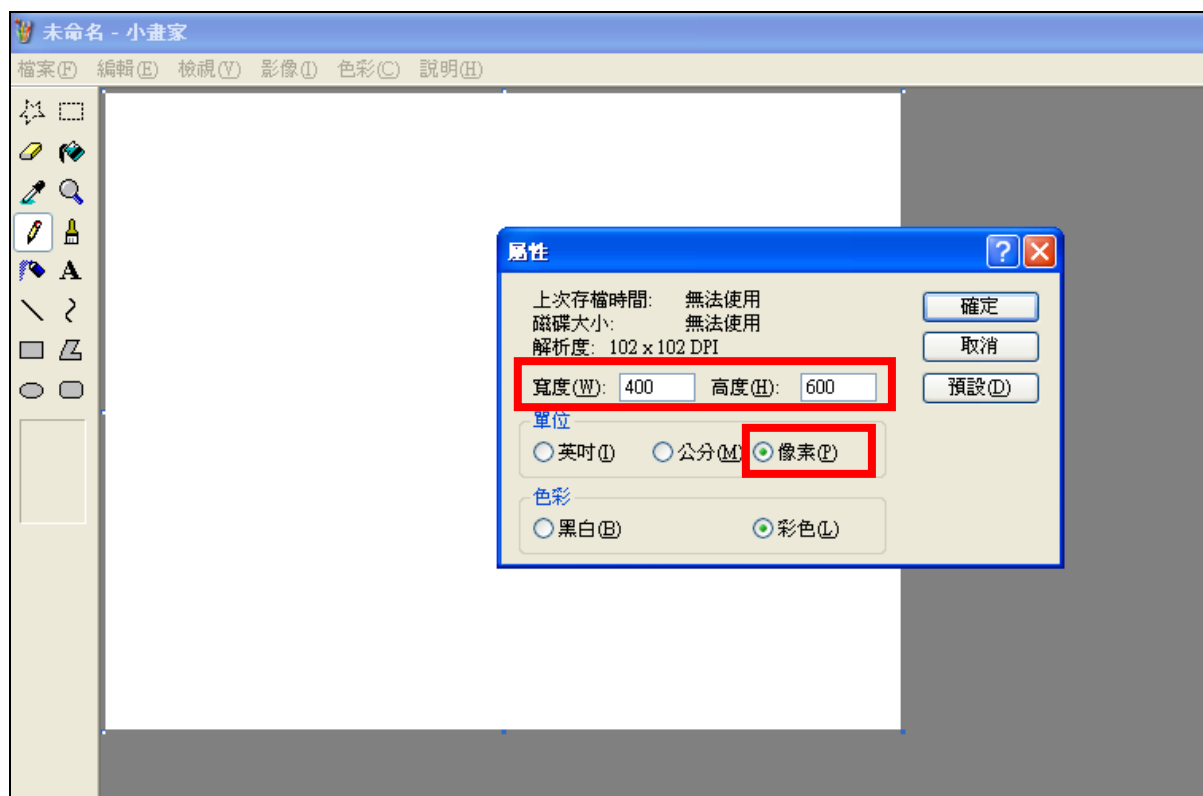 未命名 - 小畫家
檔案(F) 編輯(E) 檢視(V) 影像(I) 色彩(C) 說明(H)
A
屬性
?
上次存檔時間: 無法使用
磁碟大小: 無法使用
解析度: 102 x 102 DPI
寬度(W): 400 高度(H): 600
單位
英吋(I) 公分(M) 像素(P)
色彩
黑白(B) 彩色(L)
確定
取消
預設(D)